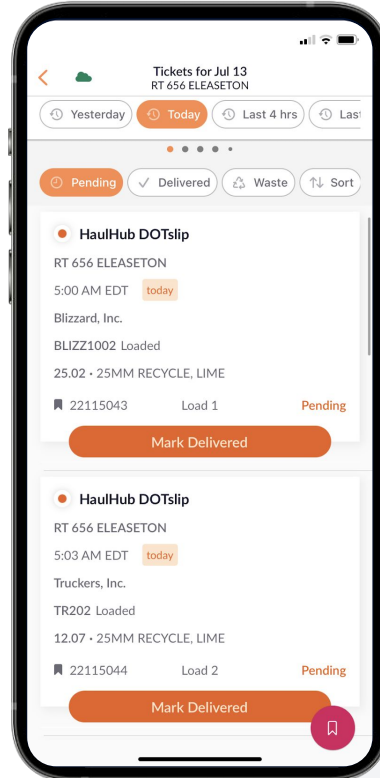 Tickets for Jul 13
RT 656 ELEASETON
Yesterday Today Last 4 hrs Las
Pending Delivered Waste Sort
HaulHub DOTslip
RT 656 ELEASETON
5:00 AM EDT today
Blizzard, Inc.
BLIZZ1002 Loaded
25.02 • 25MM RECYCLE, LIME
22115043 Load 1 Pending
Mark Delivered
HaulHub DOTslip
RT 656 ELEASETON
5:03 AM EDT today
Truckers, Inc.
TR202 Loaded
12.07 • 25MM RECYCLE, LIME
22115044 Load 2 Pending
Mark Delivered